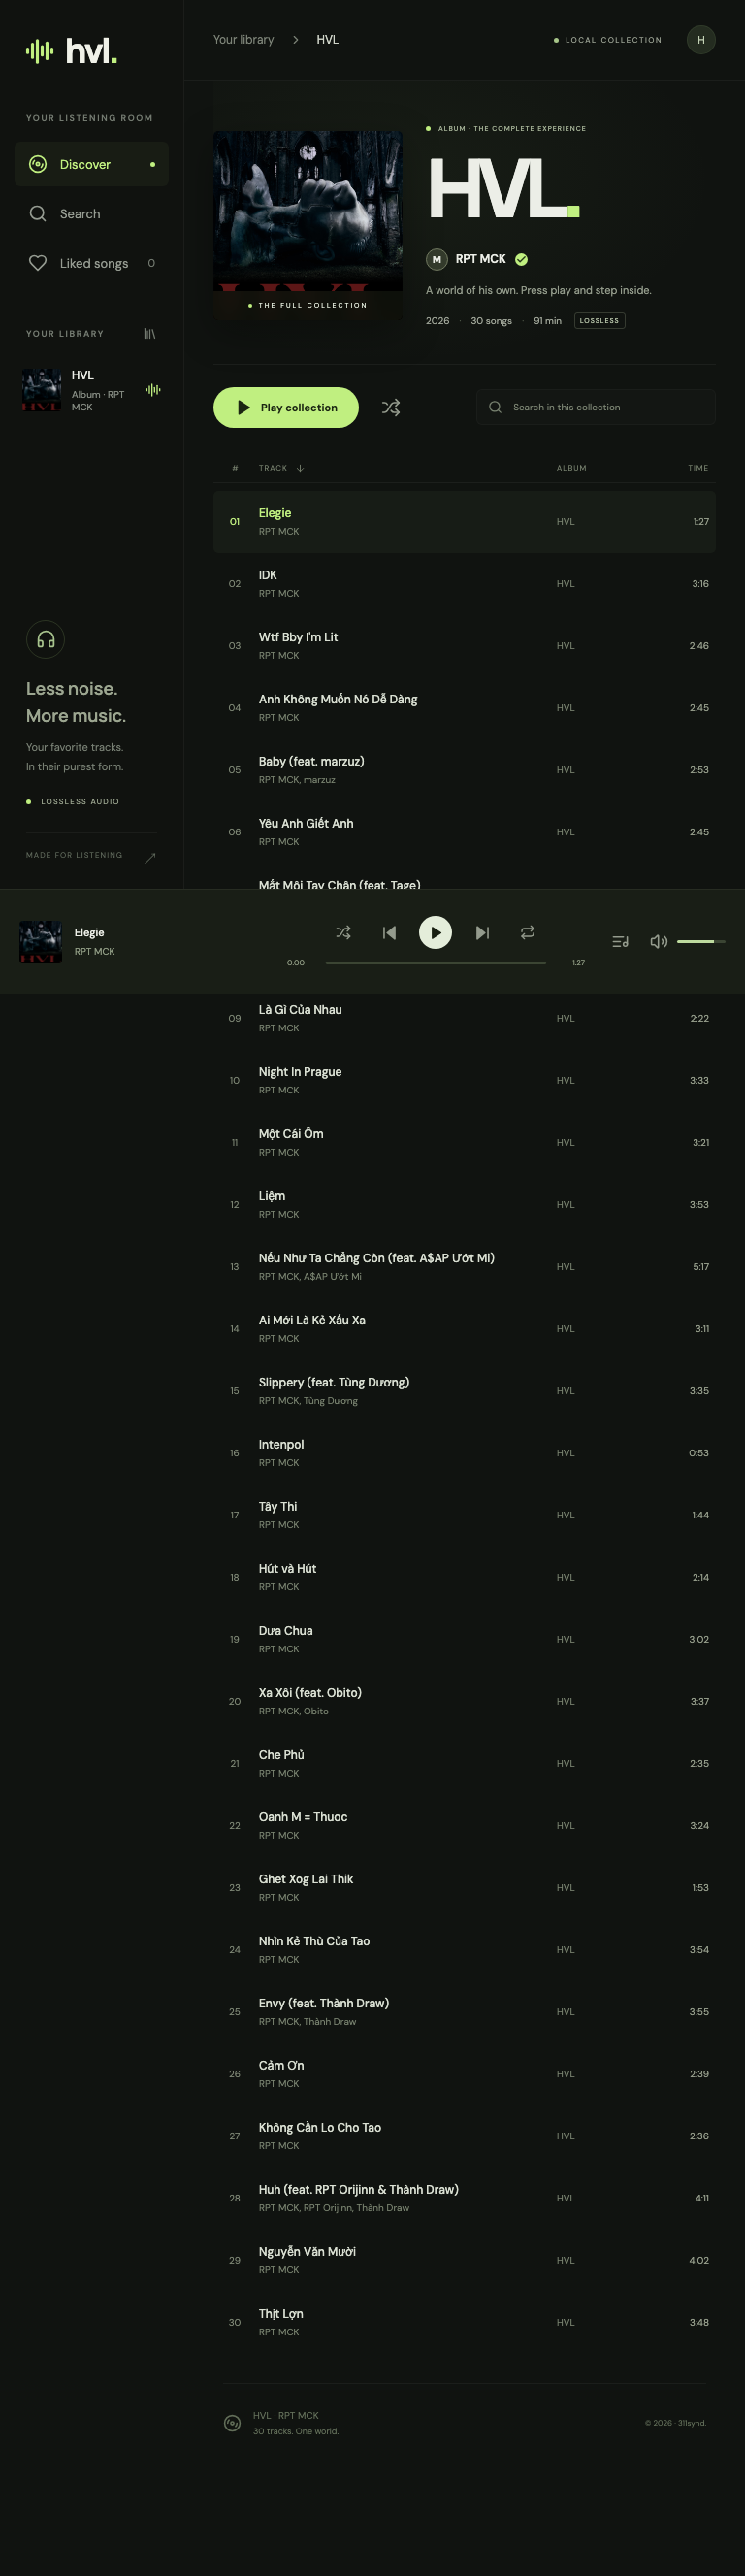 hvl.
YOUR LISTENING ROOM
Discover
Search
Liked songs 0
YOUR LIBRARY
HVL
Album · RPT
MCK
Less noise.
More music.
Your favorite tracks.
In their purest form.
LOSSLESS AUDIO
MADE FOR LISTENING
Your library > HVL
LOCAL COLLECTION
H
THE FULL COLLECTION
ALBUM · THE COMPLETE EXPERIENCE
HVL.
M RPT MCK
A world of his own. Press play and step inside.
2026 · 30 songs · 91 min LOSSLESS
Play collection
Search in this collection
# TRACK ALBUM TIME
01 Elegie HVL 1:27
RPT MCK
02 IDK HVL 3:16
RPT MCK
03 Wtf Bby I'm Lit HVL 2:46
RPT MCK
04 Anh Không Muốn Nó Dễ Dàng HVL 2:45
RPT MCK
05 Baby (feat. marzuz) HVL 2:53
RPT MCK, marzuz
06 Yêu Anh Giết Anh HVL 2:45
RPT MCK
Mất Môi Tay Chân (feat. Tage)
Elegie
RPT MCK
0:00 1:27
09 Là Gì Của Nhau HVL 2:22
RPT MCK
10 Night In Prague HVL 3:33
RPT MCK
11 Một Cái Ôm HVL 3:21
RPT MCK
12 Liệm HVL 3:53
RPT MCK
13 Nếu Như Ta Chẳng Còn (feat. A$AP Ướt Mi) HVL 5:17
RPT MCK, A$AP Ướt Mi
14 Ai Mới Là Kẻ Xấu Xa HVL 3:11
RPT MCK
15 Slippery (feat. Tùng Dương) HVL 3:35
RPT MCK, Tùng Dương
16 Intenpol HVL 0:53
RPT MCK
17 Tây Thi HVL 1:44
RPT MCK
18 Hút và Hút HVL 2:14
RPT MCK
19 Dưa Chua HVL 3:02
RPT MCK
20 Xa Xôi (feat. Obito) HVL 3:37
RPT MCK, Obito
21 Che Phủ HVL 2:35
RPT MCK
22 Oanh M = Thuoc HVL 3:24
RPT MCK
23 Ghet Xog Lai Thik HVL 1:53
RPT MCK
24 Nhìn Kẻ Thù Của Tao HVL 3:54
RPT MCK
25 Envy (feat. Thành Draw) HVL 3:55
RPT MCK, Thành Draw
26 Cảm Ơn HVL 2:39
RPT MCK
27 Không Cần Lo Cho Tao HVL 2:36
RPT MCK
28 Huh (feat. RPT Orijinn & Thành Draw) HVL 4:11
RPT MCK, RPT Orijinn, Thành Draw
29 Nguyễn Văn Mười HVL 4:02
RPT MCK
30 Thịt Lợn HVL 3:48
RPT MCK
HVL · RPT MCK
30 tracks. One world.
© 2026 · 311synd.